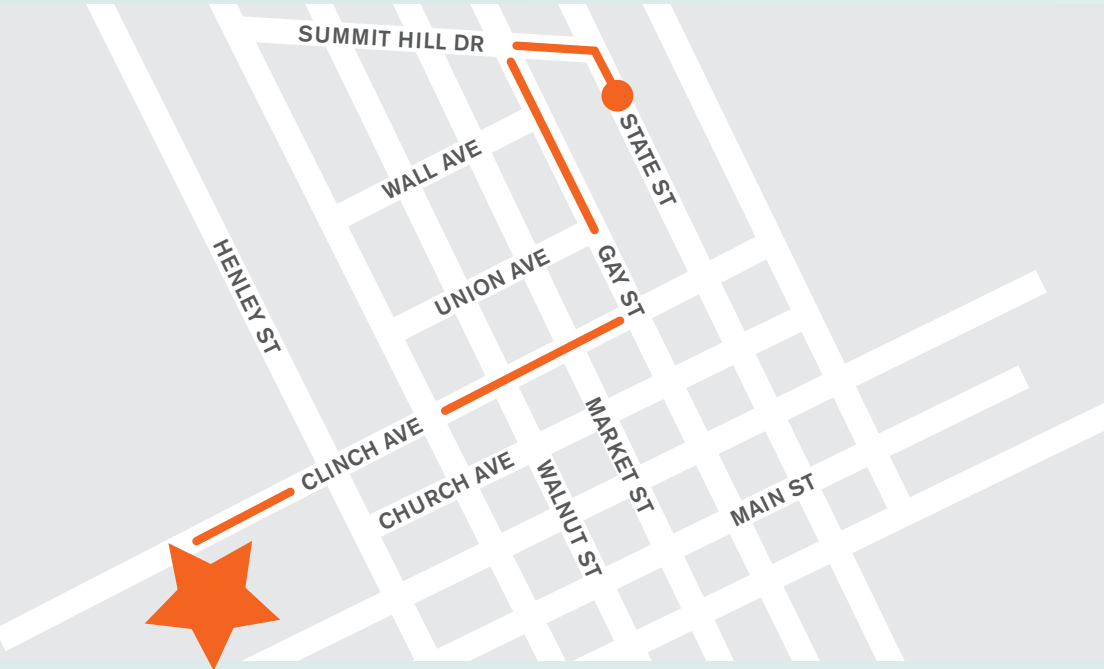 SUMMIT HILL DR
STATE ST
WALL AVE
HENLEY ST
UNION AVE
GAY ST
CLINCH AVE
MARKET ST
CHURCH AVE
WALNUT ST
MAIN ST